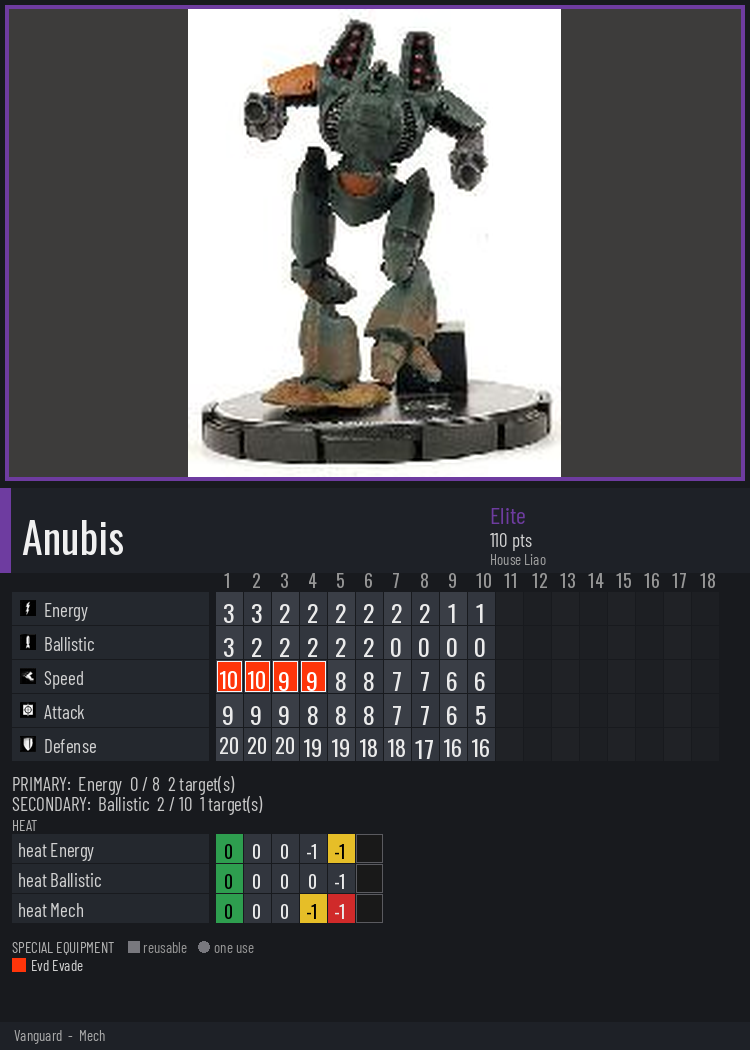 Anubis
Elite
110 pts
House Liao
1 2 3 4 5 6 7 8 9 10 11 12 13 14 15 16 17 18
Energy 3 3 2 2 2 2 2 2 1 1
Ballistic 3 2 2 2 2 2 0 0 0 0
Speed 10 10 9 9 8 8 7 7 6 6
Attack 9 9 9 8 8 8 7 7 6 5
Defense 20 20 20 19 19 18 18 17 16 16
PRIMARY: Energy 0 / 8 2 target(s)
SECONDARY: Ballistic 2 / 10 1 target(s)
HEAT
heat Energy 0 0 0 -1 -1
heat Ballistic 0 0 0 0 -1
heat Mech 0 0 0 -1 -1
SPECIAL EQUIPMENT reusable one use
Evd Evade
Vanguard - Mech